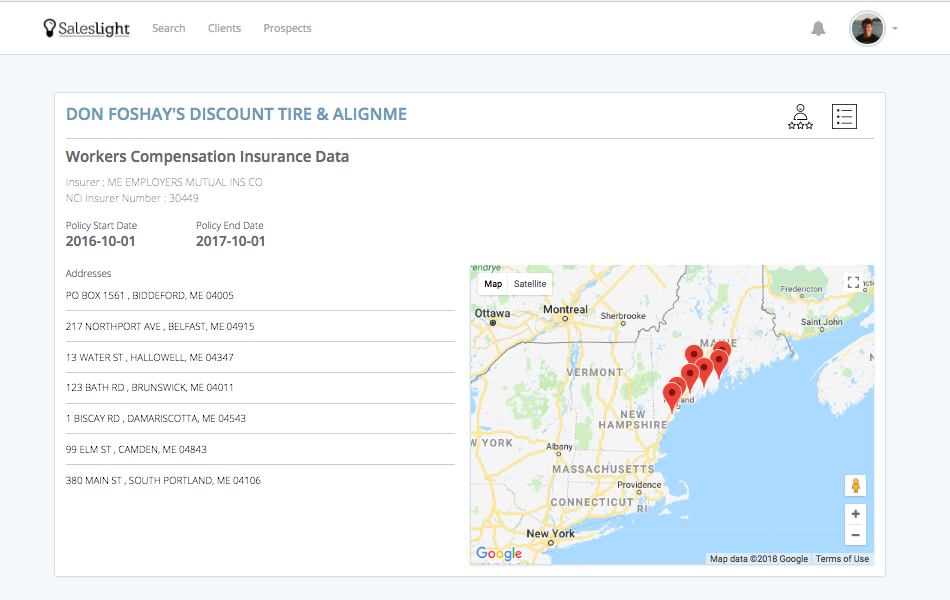 Saleslight
Search
Clients
Prospects
DON FOSHAY'S DISCOUNT TIRE & ALIGNME
Workers Compensation Insurance Data
Insurer : ME EMPLOYERS MUTUAL INS CO
NCI Insurer Number : 30449
Policy Start Date
Policy End Date
2016-10-01
2017-10-01
Addresses
PO BOX 1561 , BIDDEFORD, ME 04005
217 NORTHPORT AVE , BELFAST, ME 04915
13 WATER ST , HALLOWELL, ME 04347
123 BATH RD , BRUNSWICK, ME 04011
1 BISCAY RD , DAMARISCOTTA, ME 04543
99 ELM ST , CAMDEN, ME 04843
380 MAIN ST , SOUTH PORTLAND, ME 04106
Map
Satellite
Fredericton
Ottawa
Montreal
Sherbrooke
Saint John
MAINE
VERMONT
NEW
HAMPSHIRE
YORK
Albany
MASSACHUSETTS
Providence
CONNECTICUT
RI
New York
+
−
Google
Map data ©2018 Google
Terms of Use